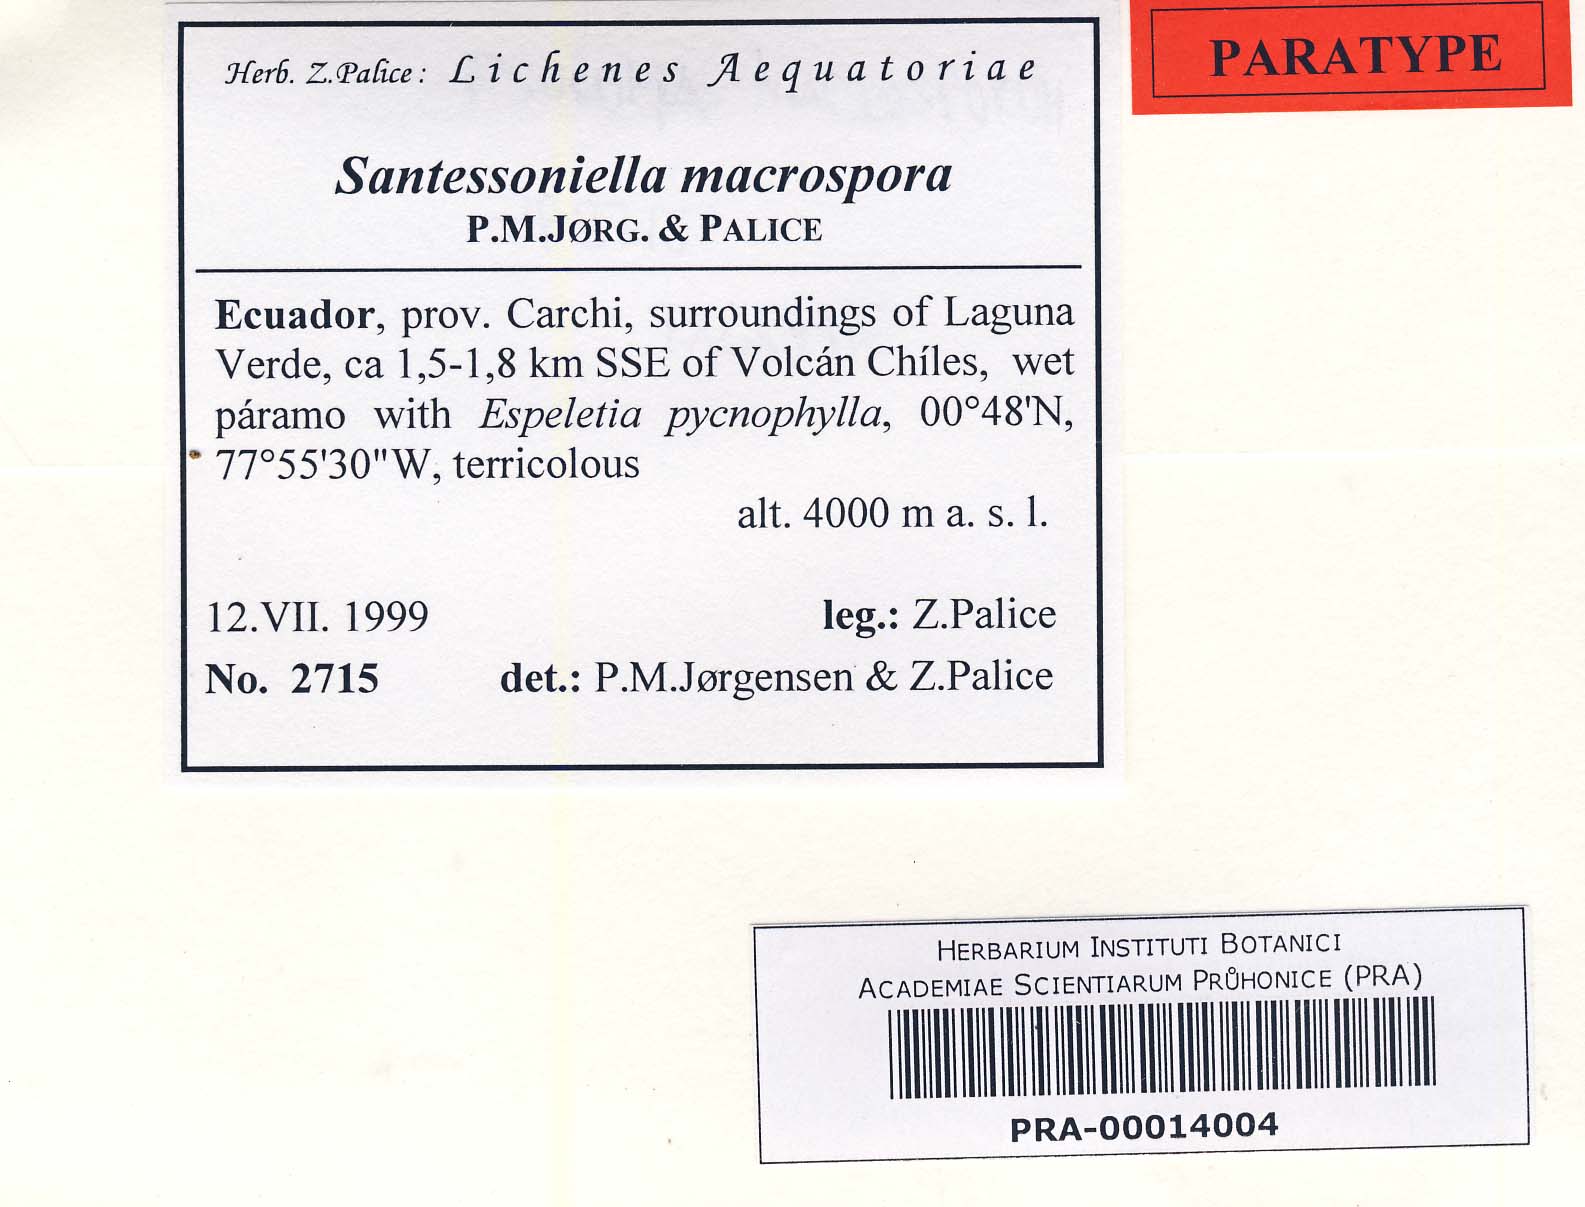 Herb. Z.Palice: Lichenes Aequatoriae
PARATYPE
Santessoniella macrospora
P.M.JØRG. & PALICE
Ecuador, prov. Carchi, surroundings of Laguna
Verde, ca 1,5-1,8 km SSE of Volcán Chíles, wet
páramo with Espeletia pycnophylla, 00°48'N,
77°55'30"W, terricolous
alt. 4000 m a. s. l.
12.VII. 1999 leg.: Z.Palice
No. 2715 det.: P.M.Jørgensen & Z.Palice
HERBARIUM INSTITUTI BOTANICI
ACADEMIAE SCIENTIARUM PRŮHONICE (PRA)
PRA-00014004